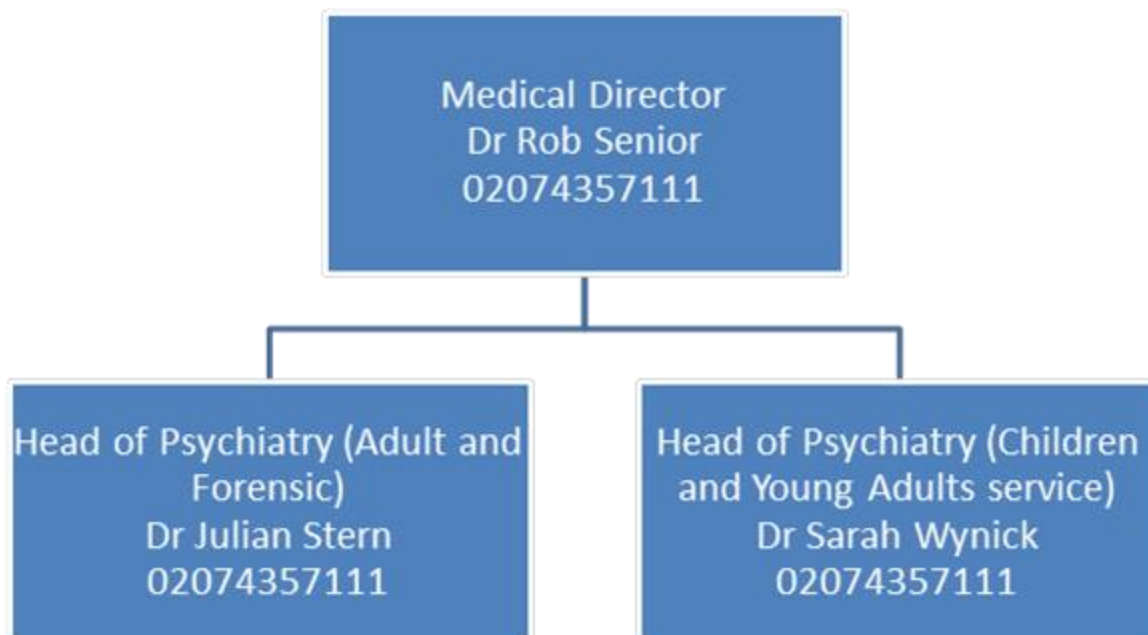 Medical Director
Dr Rob Senior
02074357111
Head of Psychiatry (Adult and
Forensic)
Dr Julian Stern
02074357111
Head of Psychiatry (Children
and Young Adults service)
Dr Sarah Wynick
02074357111